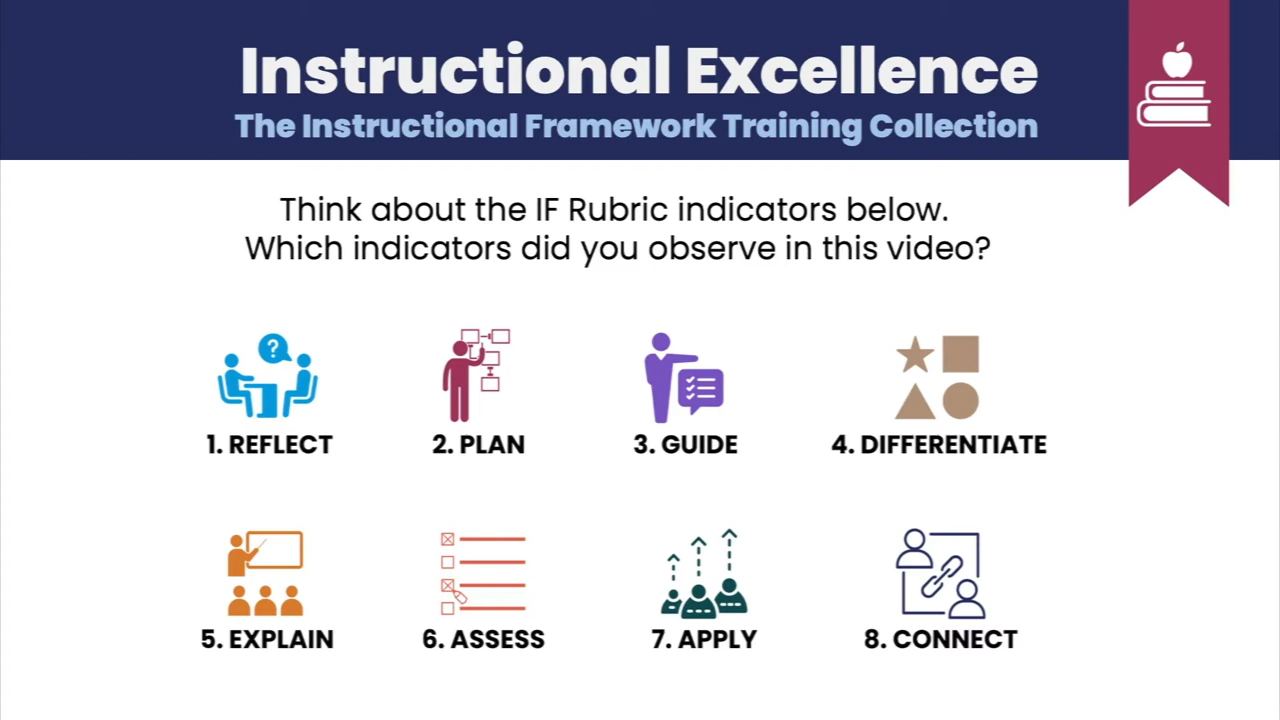 Instructional Excellence
The Instructional Framework Training Collection
Think about the IF Rubric indicators below.
Which indicators did you observe in this video?
?
1. REFLECT
2. PLAN
3. GUIDE
4. DIFFERENTIATE
5. EXPLAIN
6. ASSESS
7. APPLY
8. CONNECT